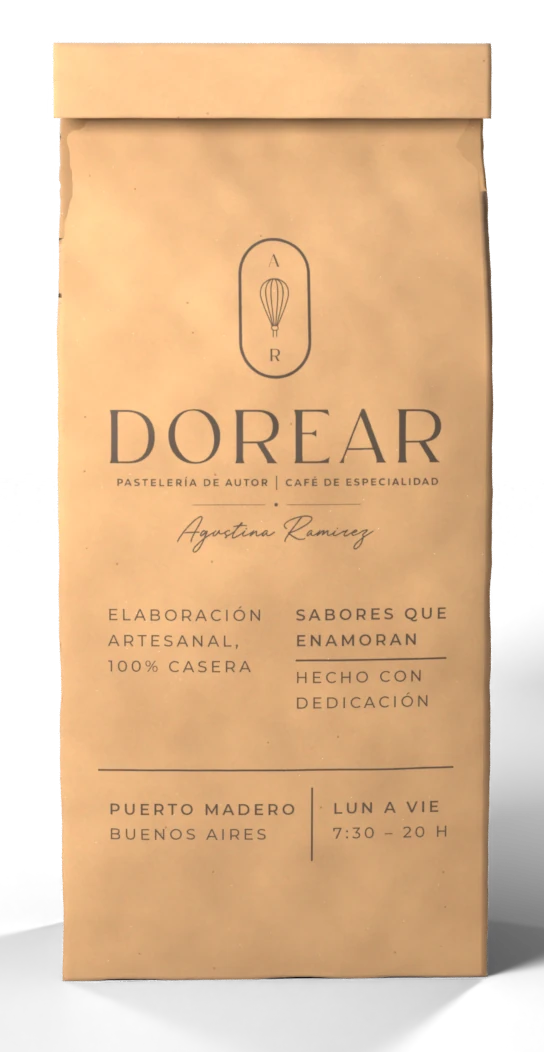 A
R
DOREAR
PASTELERÍA DE AUTOR | CAFÉ DE ESPECIALIDAD
Agustina Ramirez
ELABORACIÓN
ARTESANAL,
100% CASERA
SABORES QUE
ENAMORAN
HECHO CON
DEDICACIÓN
PUERTO MADERO
BUENOS AIRES
LUN A VIE
7:30 – 20 H